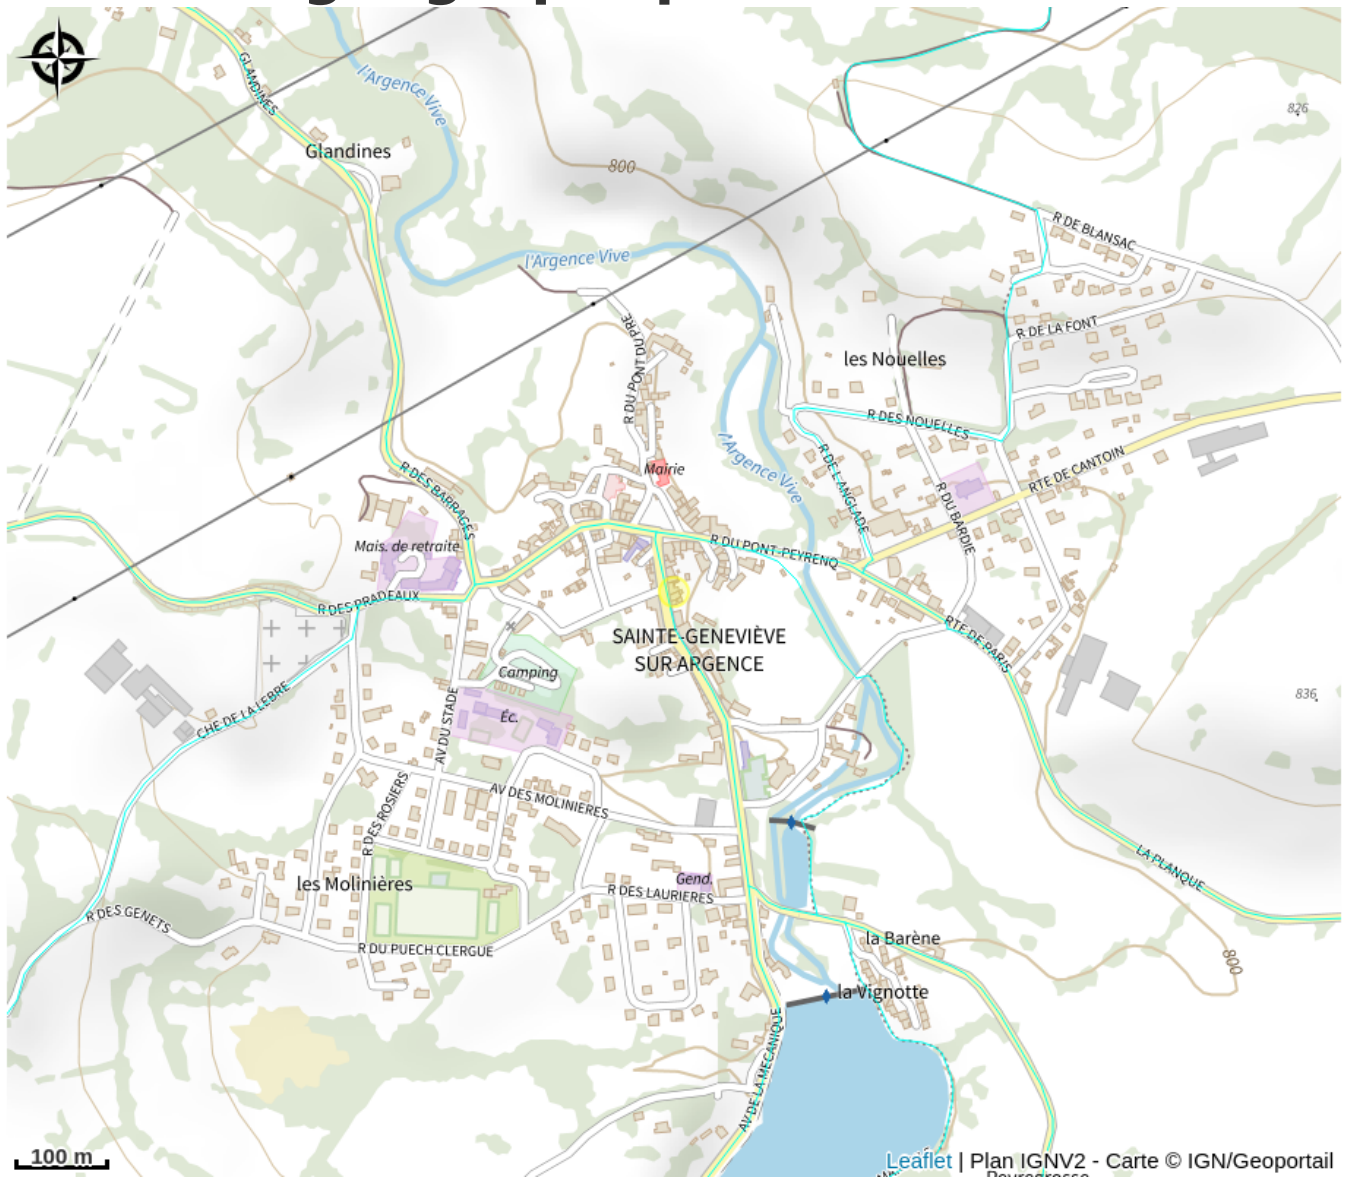 GLANDINES
l'Argence Vive
Glandines
800
826
R DE BLANSAC
l'Argence Vive
R DU PONT DU PRE
R DE LA FONT
les Nouelles
R DES NOUELLES
l'Argence Vive
R DE L'ANGLADE
RTE DE CANTOIN
Mairie
R DES BARRAGES
R DU BARDIE
Mais. de retraite
R DU PONT-PEYRENQ
R DES PRADEAUX
RTE DE PARIS
SAINTE-GENEVIÈVE
SUR ARGENCE
Camping
836
CHE DE LA LEBRE
AV DU STADE
Éc.
R DES ROSIERS
AV DES MOLINIERES
LA PLANQUE
les Molinières
Gend.
R DES LAURIERES
R DES GENETS
R DU PUECH CLERGUE
la Barène
800
la Vignotte
AV DE LA MECANIQUE
100 m
Leaflet | Plan IGNV2 - Carte © IGN/Geoportail